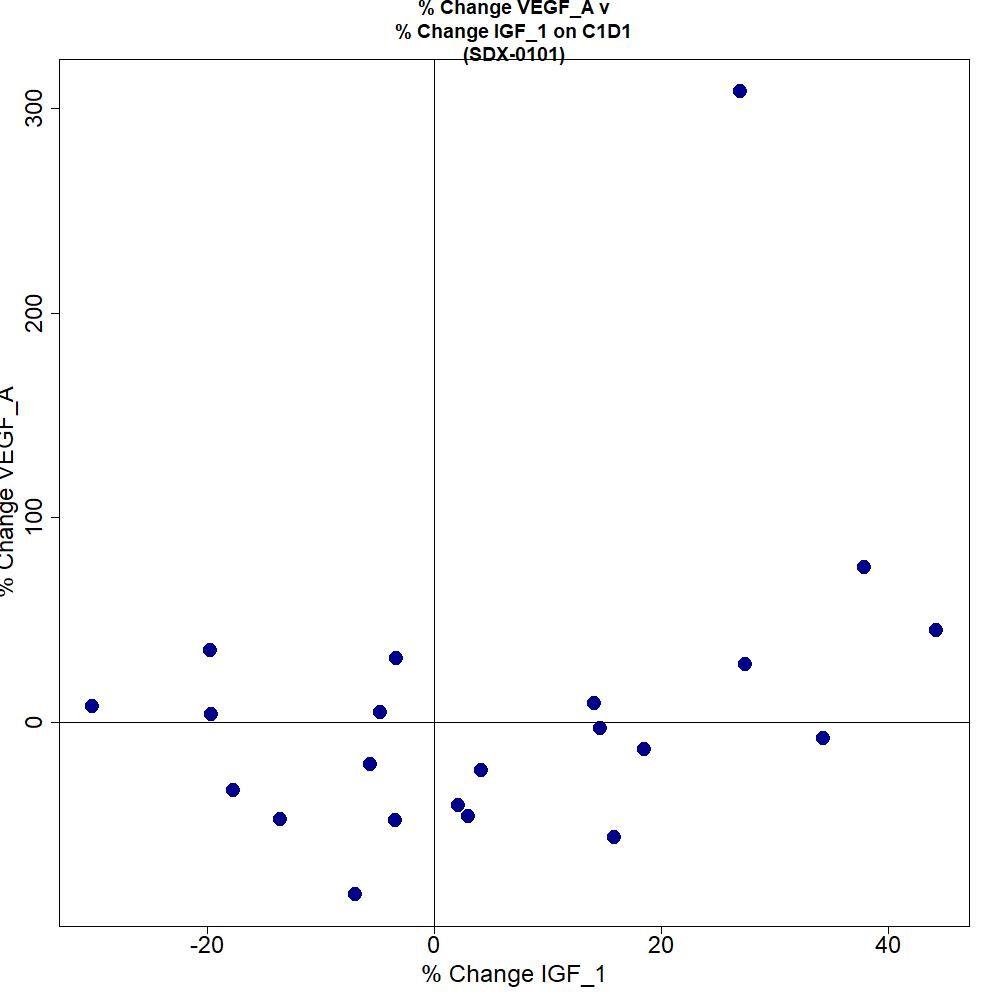 % Change VEGF_A v
% Change IGF_1 on C1D1
(SDX-0101)
300
200
100
0
% Change VEGF_A
-20 0 20 40
% Change IGF_1